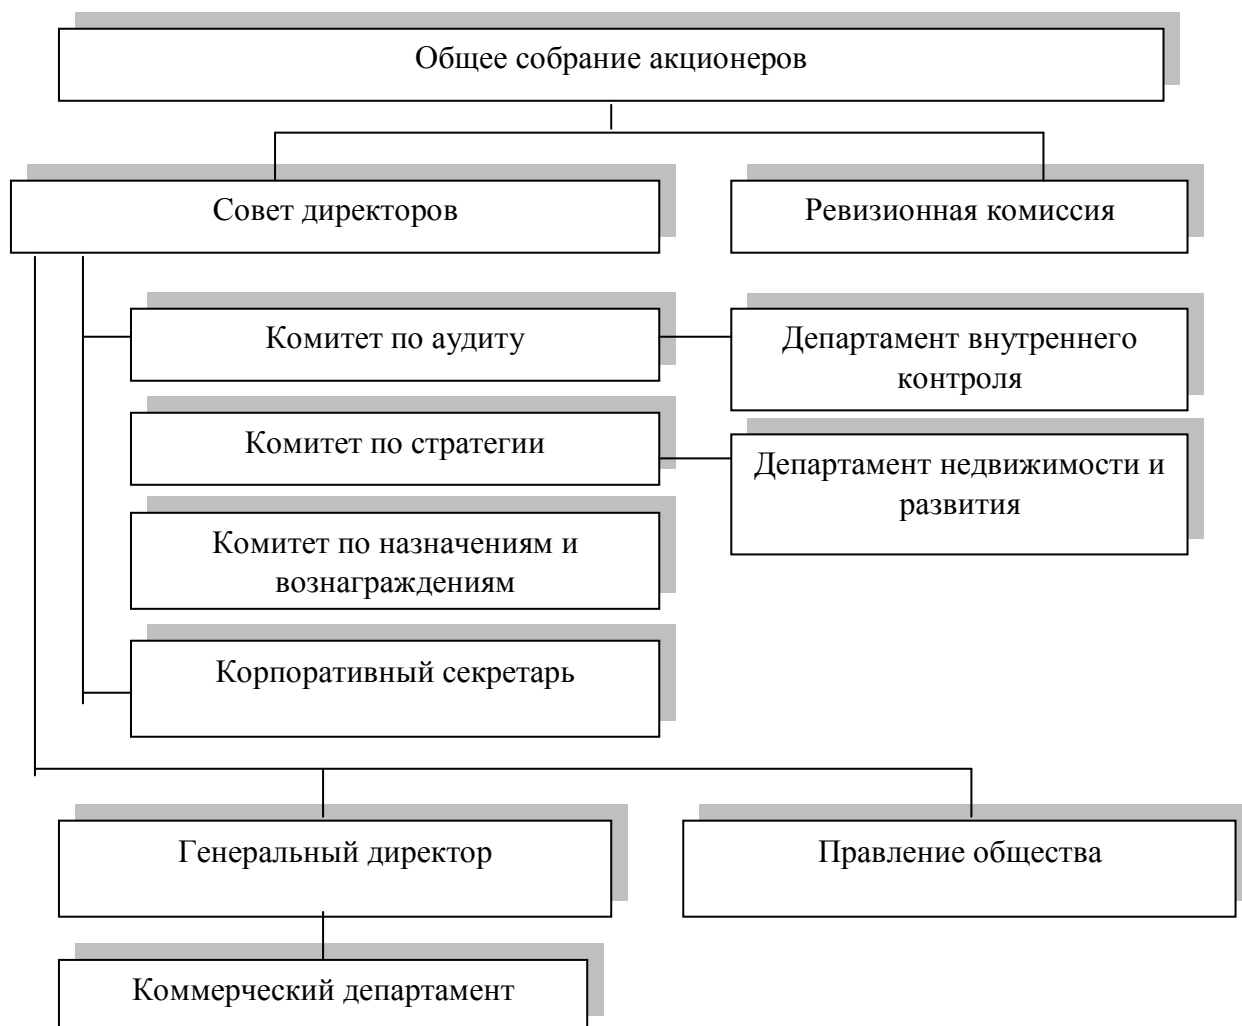 Общее собрание акционеров
Совет директоров
Ревизионная комиссия
Комитет по аудиту
Департамент внутреннего
контроля
Комитет по стратегии
Департамент недвижимости и
развития
Комитет по назначениям и
вознаграждениям
Корпоративный секретарь
Генеральный директор
Правление общества
Коммерческий департамент